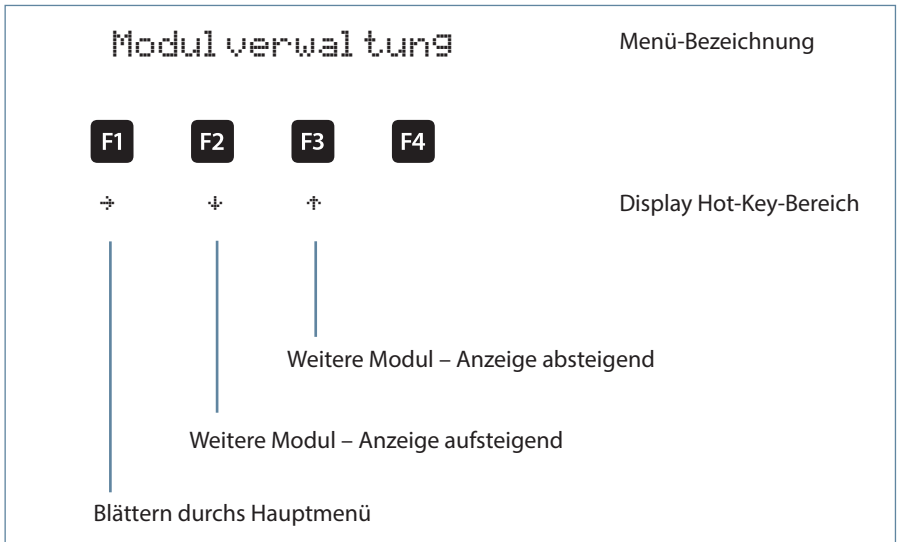 Modulverwaltung Menü-Bezeichnung
F1 F2 F3 F4
→ ↓ ↑ Display Hot-Key-Bereich
Weitere Modul – Anzeige absteigend
Weitere Modul – Anzeige aufsteigend
Blättern durchs Hauptmenü